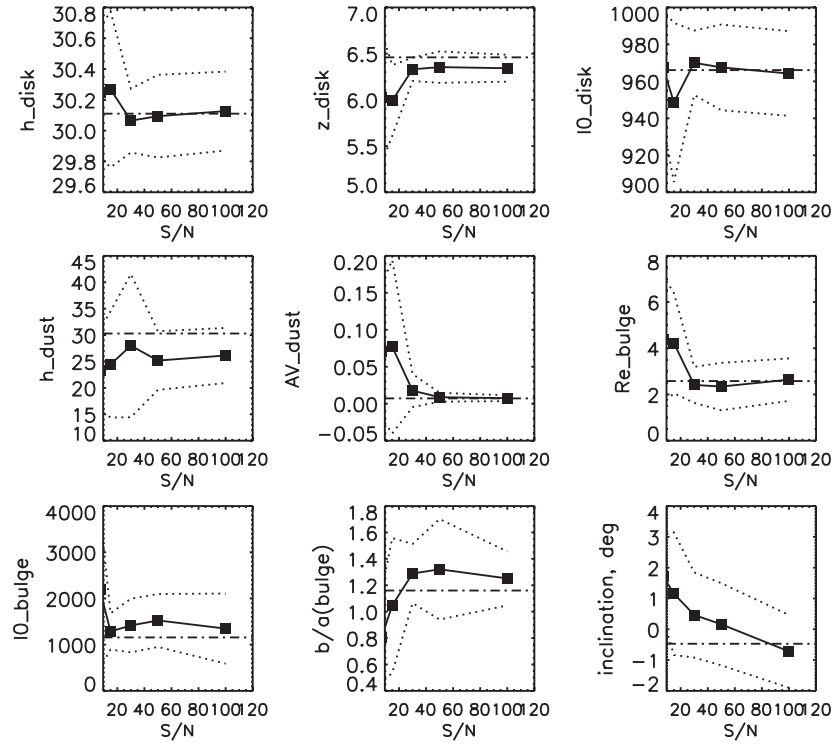 h_disk
30.8
30.4
30.2
30.0
29.8
29.6
20 40 60 80 100 120
S/N
z_disk
7.0
6.5
6.0
5.5
5.0
20 40 60 80 100 120
S/N
I0_disk
1000
980
960
940
920
900
20 40 60 80 100 120
S/N
h_dust
45
40
35
30
25
20
15
10
20 40 60 80 100 120
S/N
AV_dust
0.20
0.15
0.10
0.05
0.00
−0.05
20 40 60 80 100 120
S/N
Re_bulge
8
6
4
2
0
20 40 60 80 100 120
S/N
I0_bulge
4000
3000
2000
1000
0
20 40 60 80 100 120
S/N
b/a(bulge)
1.8
1.6
1.4
1.2
1.0
0.8
0.6
0.4
20 40 60 80 100 120
S/N
inclination, deg
4
3
2
1
0
−1
−2
20 40 60 80 100 120
S/N